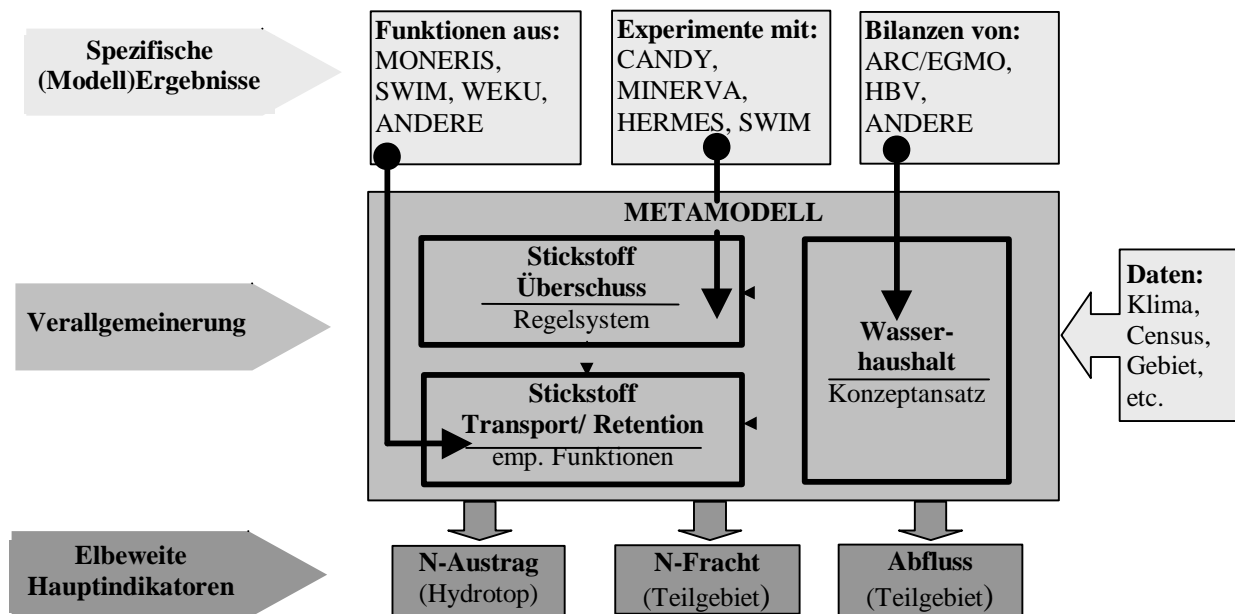 Spezifische
(Modell)Ergebnisse
Funktionen aus:
MONERIS,
SWIM, WEKU,
ANDERE
Experimente mit:
CANDY,
MINERVA,
HERMES, SWIM
Bilanzen von:
ARC/EGMO,
HBV,
ANDERE
Verallgemeinerung
METAMODELL
Stickstoff
Überschuss
Regelsystem
Stickstoff
Transport/ Retention
emp. Funktionen
Wasser-
haushalt
Konzeptansatz
Daten:
Klima,
Census,
Gebiet,
etc.
Elbeweite
Hauptindikatoren
N-Austrag
(Hydrotop)
N-Fracht
(Teilgebiet)
Abfluss
(Teilgebiet)